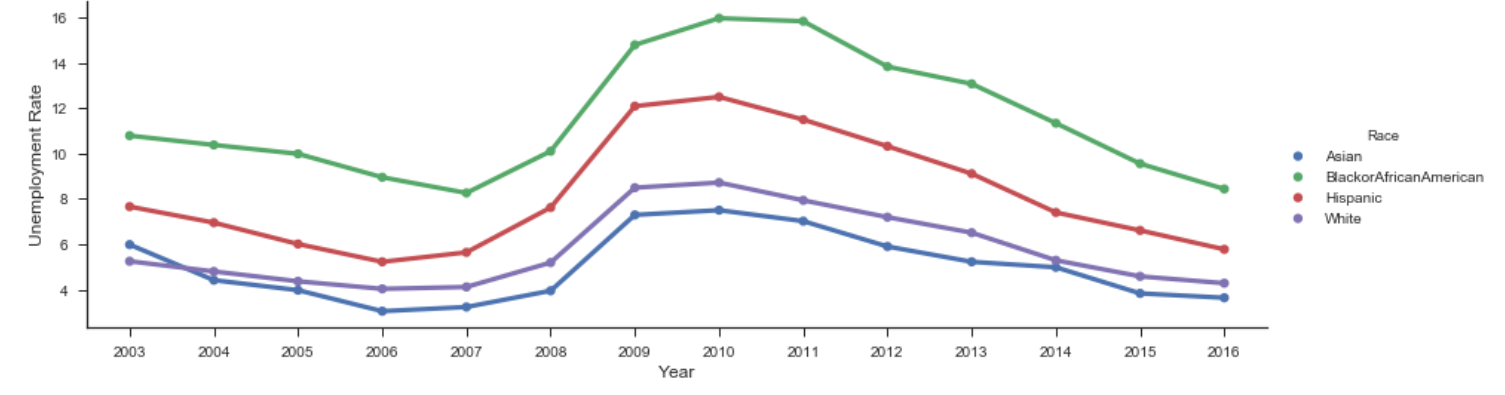 16
14
12
10
8
6
4
Unemployment Rate
2003 2004 2005 2006 2007 2008 2009 2010 2011 2012 2013 2014 2015 2016
Year
Race
Asian
BlackorAfricanAmerican
Hispanic
White